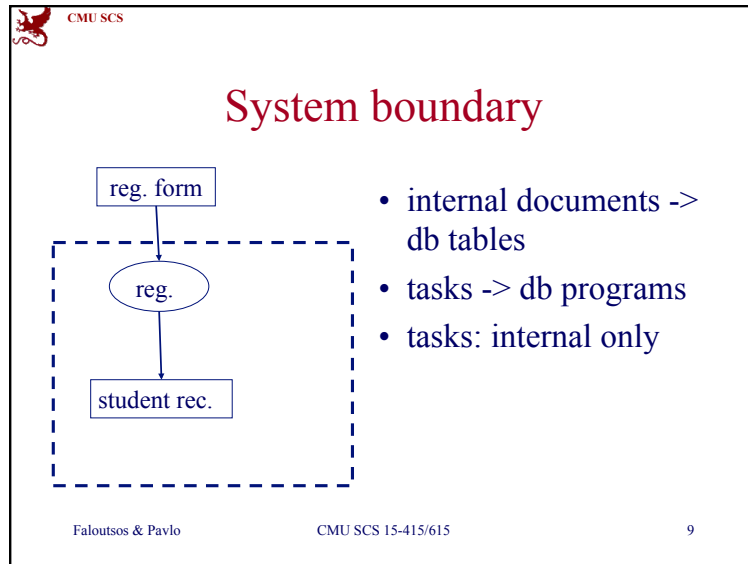 CMU SCS
System boundary
reg. form
reg.
student rec.
• internal documents ->
db tables
• tasks -> db programs
• tasks: internal only
Faloutsos & Pavlo
CMU SCS 15-415/615
9